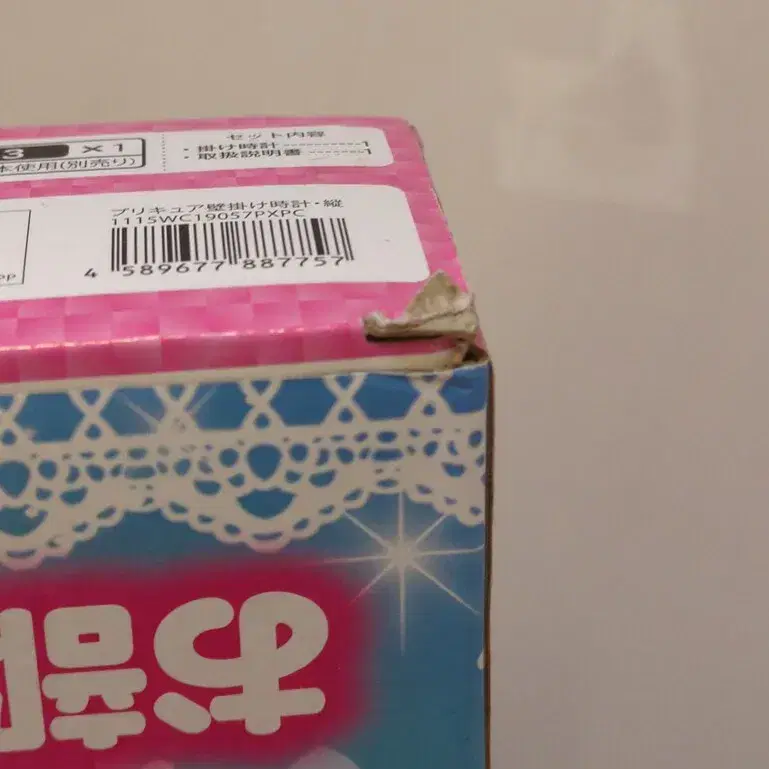 3 ×1
使用(別売り)
セット内容
・掛け時計----------1
・取扱説明書-------1
プリキュア壁掛け時計・縦
1115WC19057PXPC
4 589677 887757
PP
お